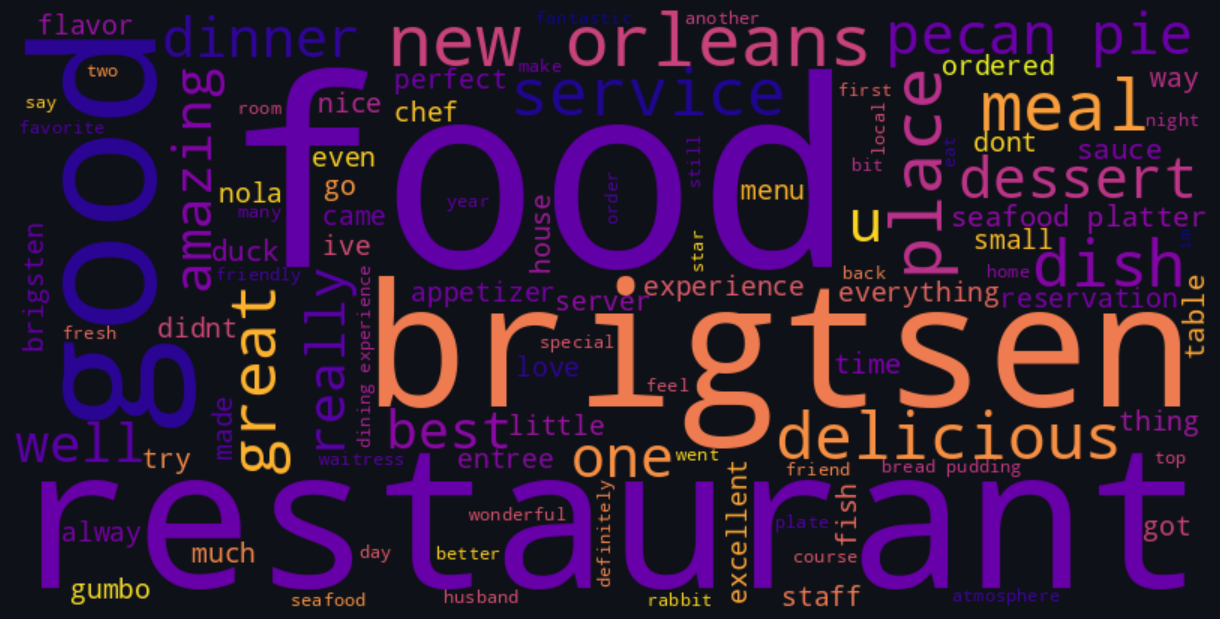 flavor
dinner
fantastic
another
new orleans
pecan pie
two
perfect
make
ordered
way
say
room
nice
chef
service
first
meal
night
favorite
good
amazing
food
even
local
place
dont
sauce
bit
eat
dessert
nola
go
year
order
still
menu
many
came
house
u
seafood platter
brigsten
duck
ive
star
small
im
friendly
back
home
dish
appetizer
server
experience
everything
reservation
table
fresh
didnt
great
really
dining experience
brigtsen
special
love
time
feel
made
best
little
delicious
thing
well
try
waitress
entree
one
went
friend
bread pudding
top
restaurant
alway
much
wonderful
day
better
definitely
excellent
plate
fish
course
got
gumbo
seafood
husband
rabbit
staff
atmosphere